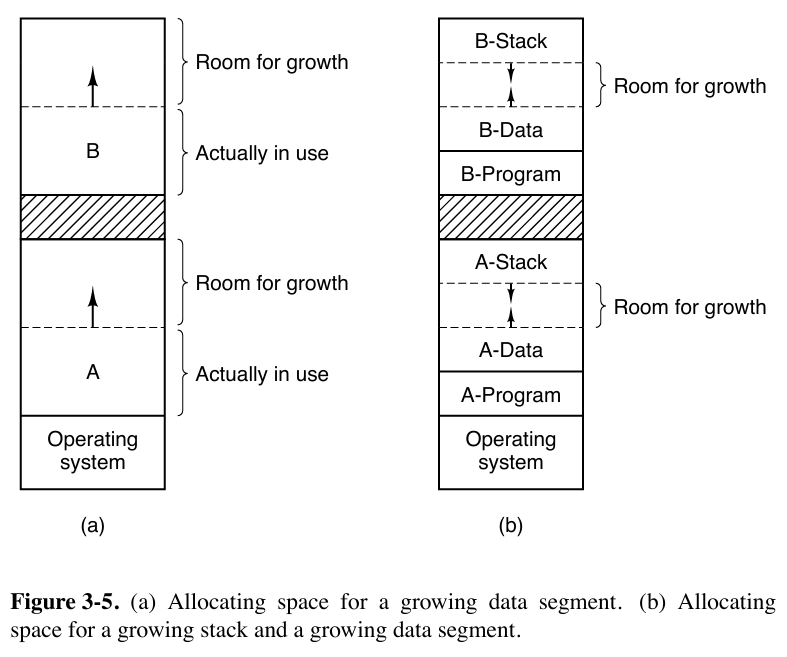 Room for growth
B
Actually in use
Room for growth
A
Actually in use
Operating
system
(a)
B-Stack
Room for growth
B-Data
B-Program
A-Stack
Room for growth
A-Data
A-Program
Operating
system
(b)
Figure 3-5. (a) Allocating space for a growing data segment. (b) Allocating
space for a growing stack and a growing data segment.